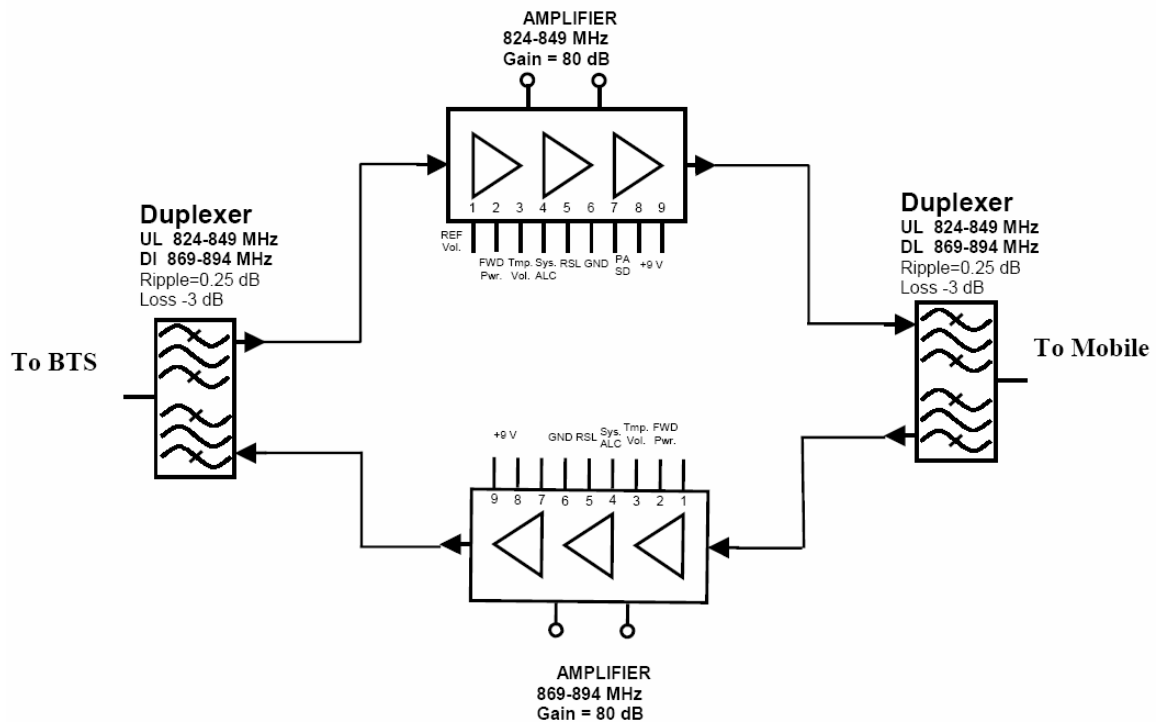 AMPLIFIER
824-849 MHz
Gain = 80 dB
1 2 3 4 5 6 7 8 9
REF
Vol.
FWD
Pwr.
Tmp.
Vol.
Sys.
ALC
RSL
GND
PA
SD
+9 V
Duplexer
UL 824-849 MHz
DI 869-894 MHz
Ripple=0.25 dB
Loss -3 dB
To BTS
Duplexer
UL 824-849 MHz
DL 869-894 MHz
Ripple=0.25 dB
Loss -3 dB
To Mobile
+9 V
GND
RSL
Sys.
ALC
Tmp.
Vol.
FWD
Pwr.
9 8 7 6 5 4 3 2 1
AMPLIFIER
869-894 MHz
Gain = 80 dB